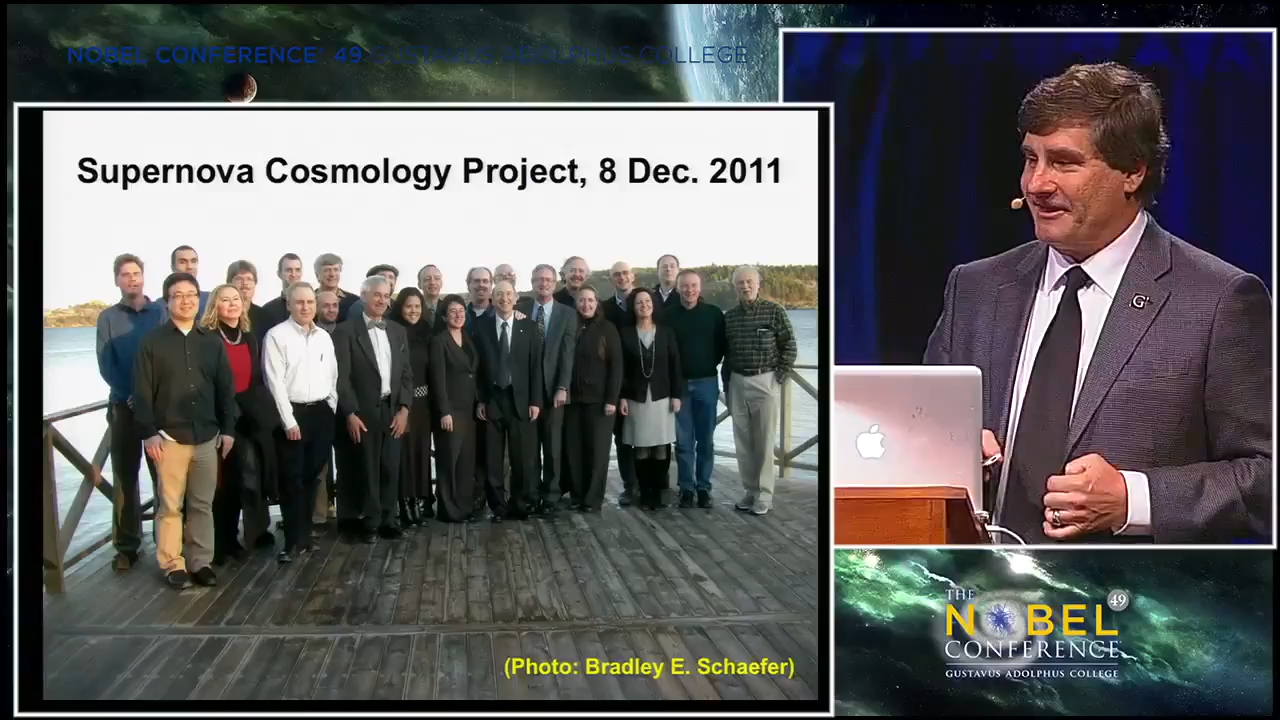 NOBEL CONFERENCE® 49 GUSTAVUS ADOLPHUS COLLEGE
Supernova Cosmology Project, 8 Dec. 2011
(Photo: Bradley E. Schaefer)
G
THE
NOBEL
49
CONFERENCE
GUSTAVUS ADOLPHUS COLLEGE